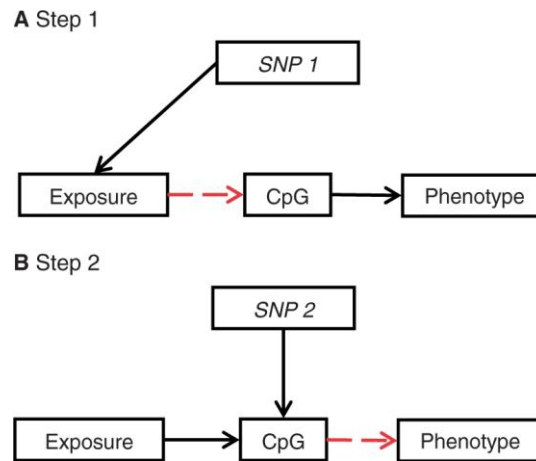 A Step 1
SNP 1
Exposure CpG Phenotype
B Step 2
SNP 2
Exposure CpG Phenotype